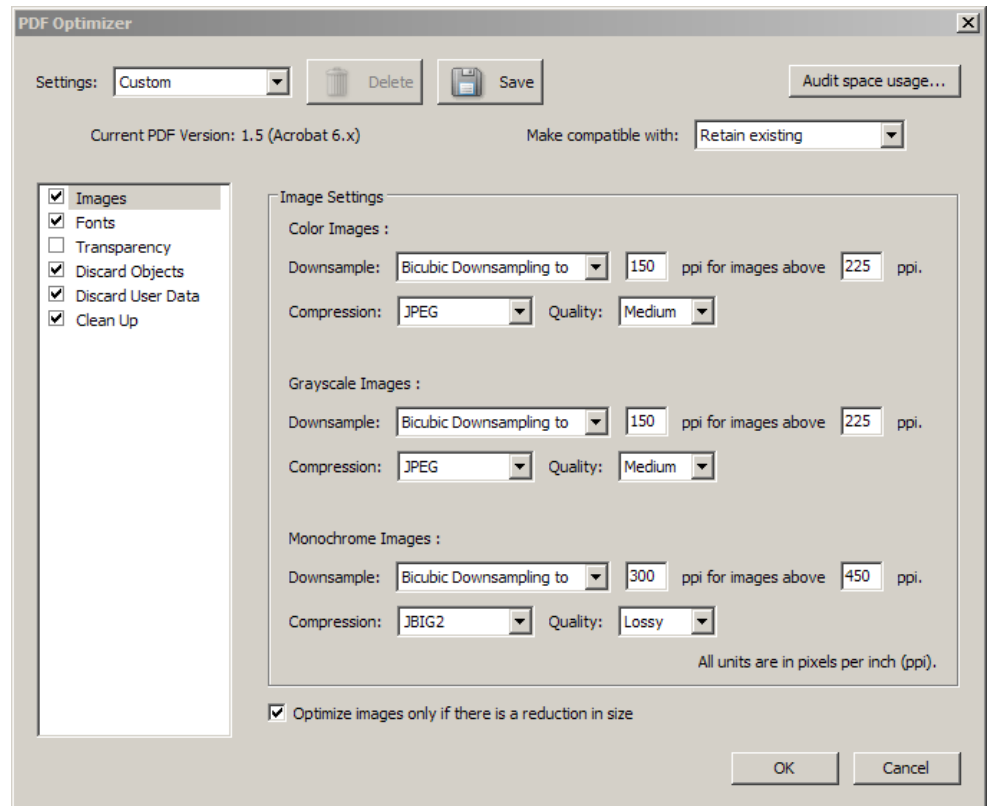 PDF Optimizer
Settings: Custom Delete Save Audit space usage...
Current PDF Version: 1.5 (Acrobat 6.x) Make compatible with: Retain existing
Images
Fonts
Transparency
Discard Objects
Discard User Data
Clean Up
Image Settings
Color Images :
Downsample: Bicubic Downsampling to 150 ppi for images above 225 ppi.
Compression: JPEG Quality: Medium
Grayscale Images :
Downsample: Bicubic Downsampling to 150 ppi for images above 225 ppi.
Compression: JPEG Quality: Medium
Monochrome Images :
Downsample: Bicubic Downsampling to 300 ppi for images above 450 ppi.
Compression: JBIG2 Quality: Lossy
All units are in pixels per inch (ppi).
Optimize images only if there is a reduction in size
OK Cancel